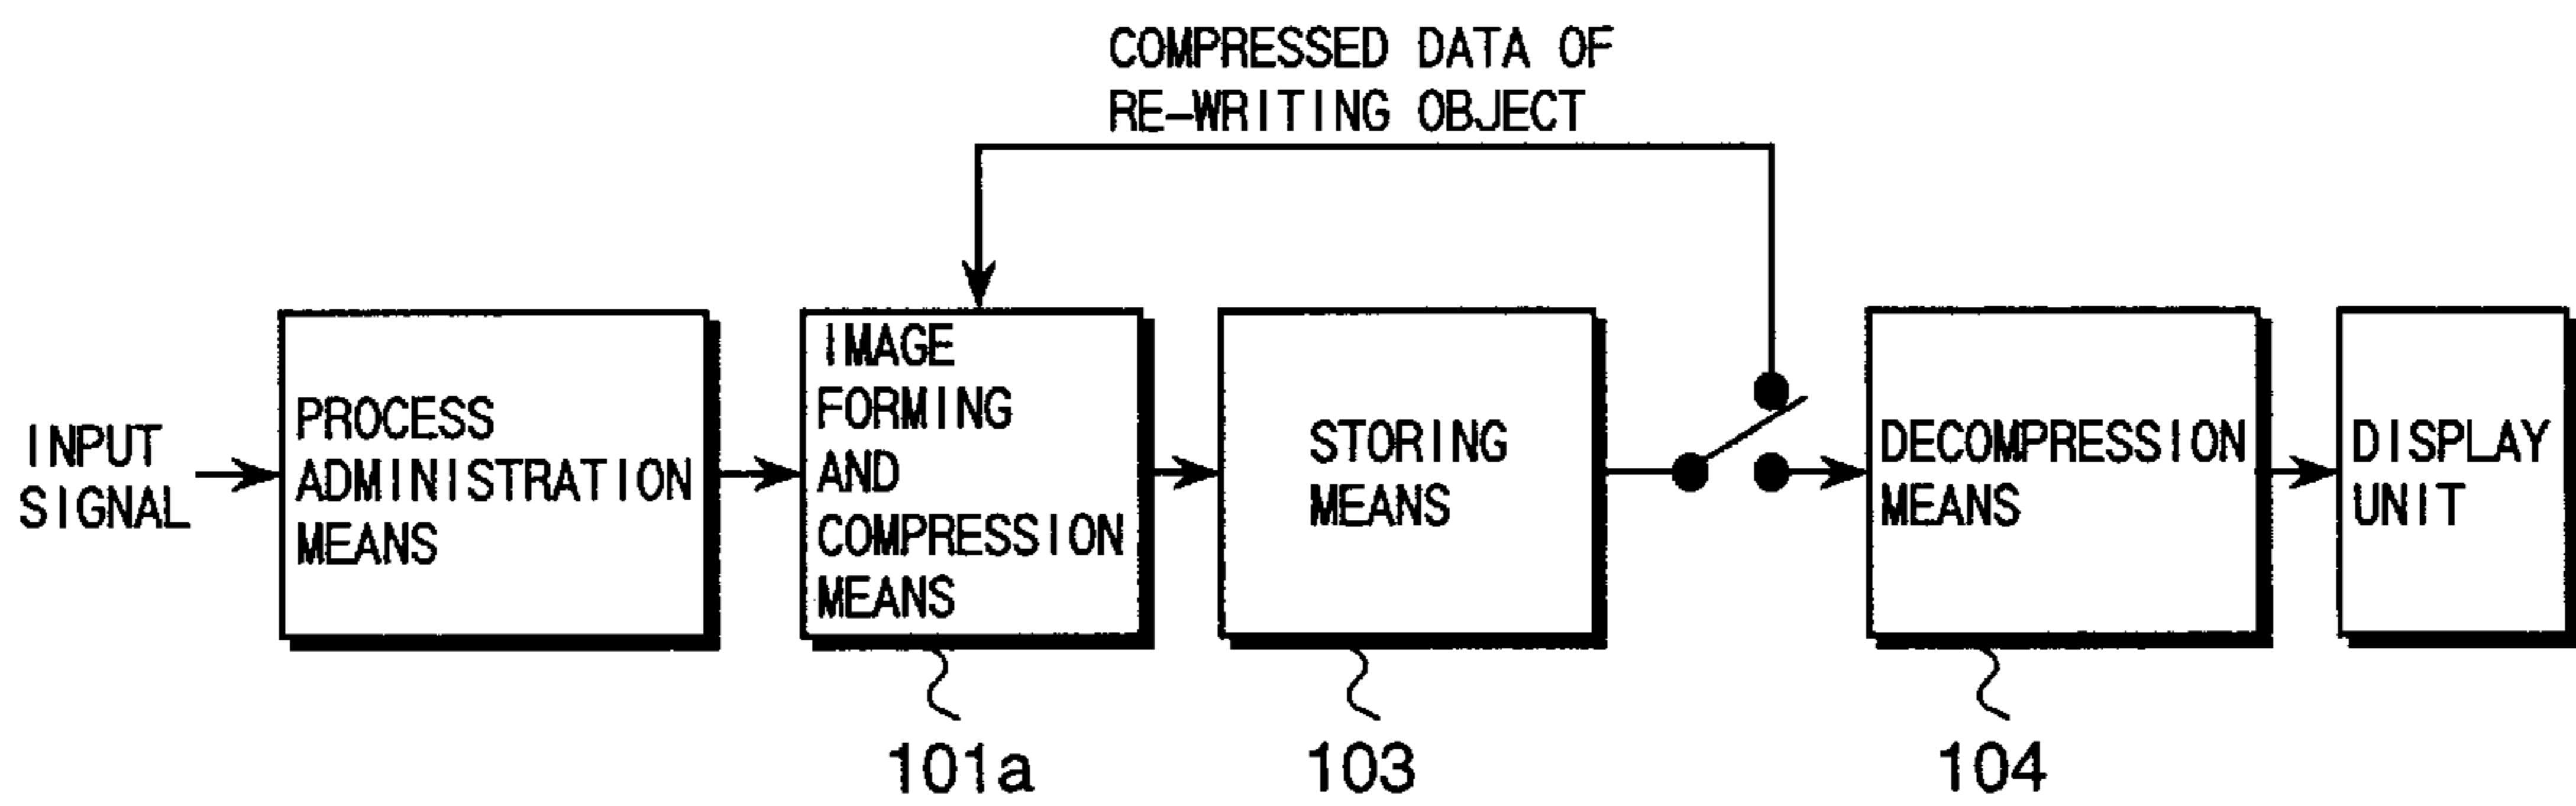 COMPRESSED DATA OF
RE-WRITING OBJECT
INPUT
SIGNAL
PROCESS
ADMINISTRATION
MEANS
IMAGE
FORMING
AND
COMPRESSION
MEANS
STORING
MEANS
DECOMPRESSION
MEANS
DISPLAY
UNIT
101a
103
104